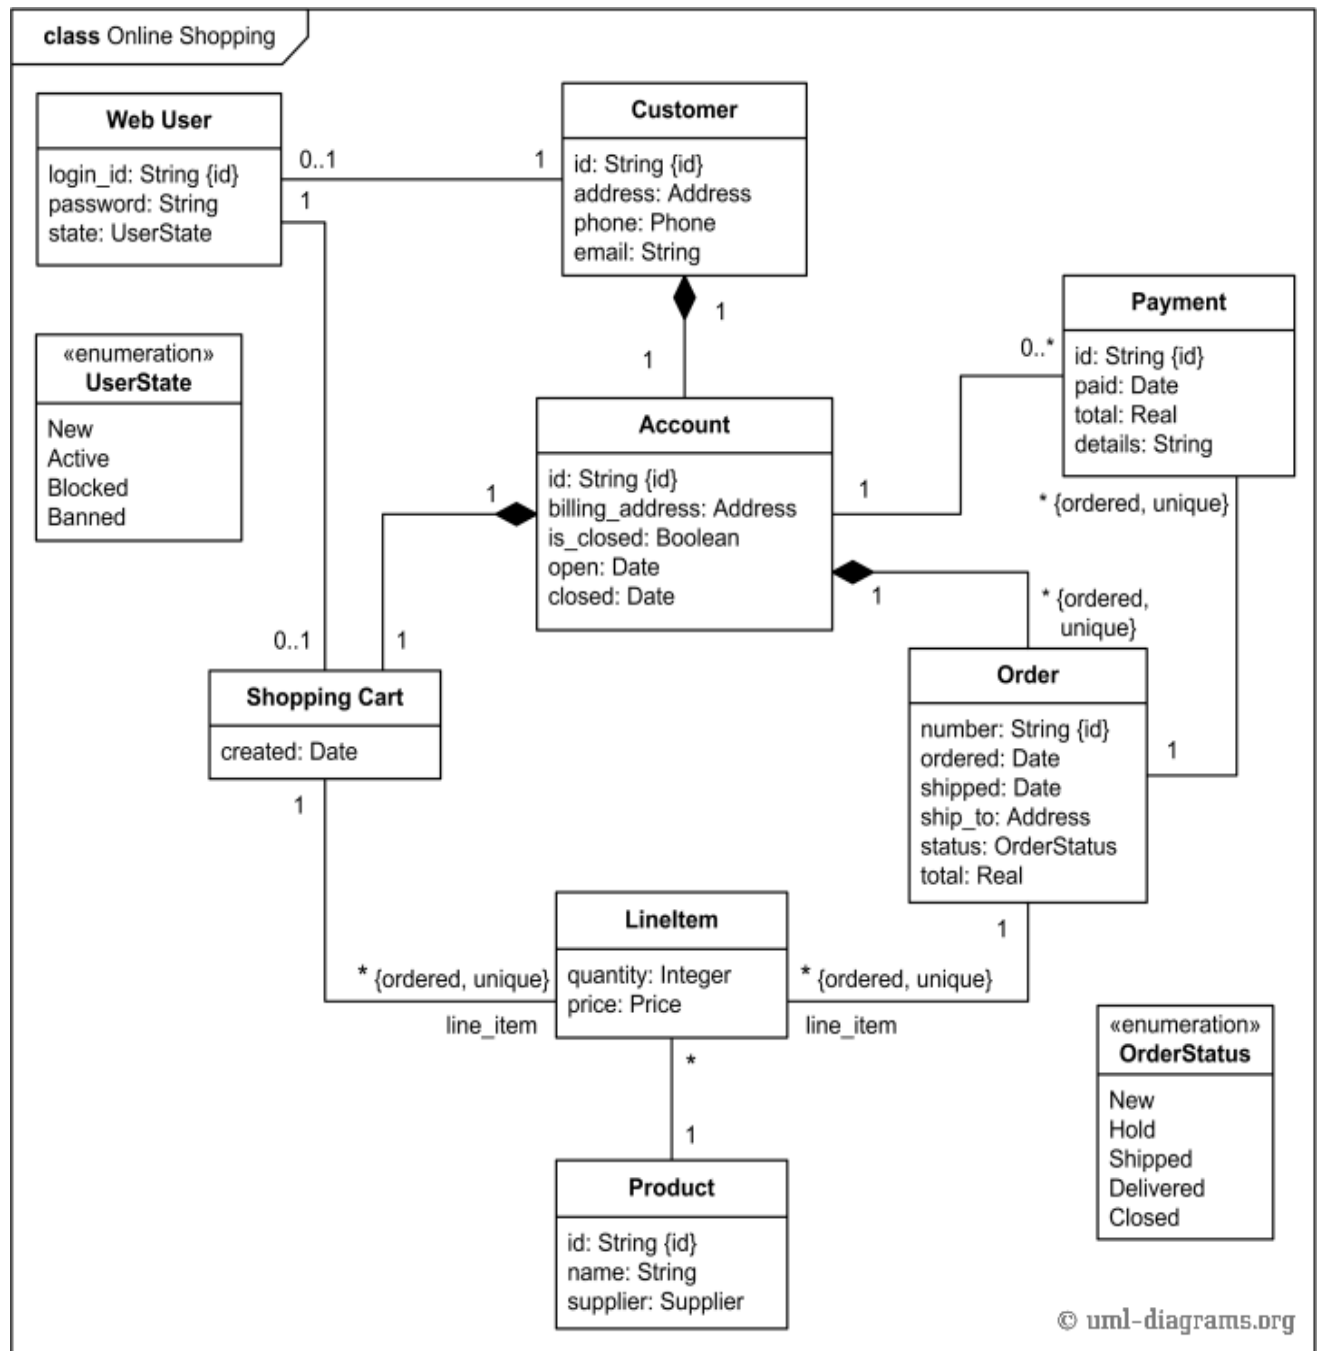 class Online Shopping
Web User
login_id: String {id}
password: String
state: UserState
0..1
1
1
Customer
id: String {id}
address: Address
phone: Phone
email: String
1
1
«enumeration»
UserState
New
Active
Blocked
Banned
Account
id: String {id}
billing_address: Address
is_closed: Boolean
open: Date
closed: Date
1
1
1
Payment
id: String {id}
paid: Date
total: Real
details: String
0..*
* {ordered, unique}
* {ordered,
unique}
0..1
1
Shopping Cart
created: Date
1
Order
number: String {id}
ordered: Date
shipped: Date
ship_to: Address
status: OrderStatus
total: Real
1
1
LineItem
quantity: Integer
price: Price
* {ordered, unique}
line_item
* {ordered, unique}
line_item
*
1
Product
id: String {id}
name: String
supplier: Supplier
«enumeration»
OrderStatus
New
Hold
Shipped
Delivered
Closed
© uml-diagrams.org